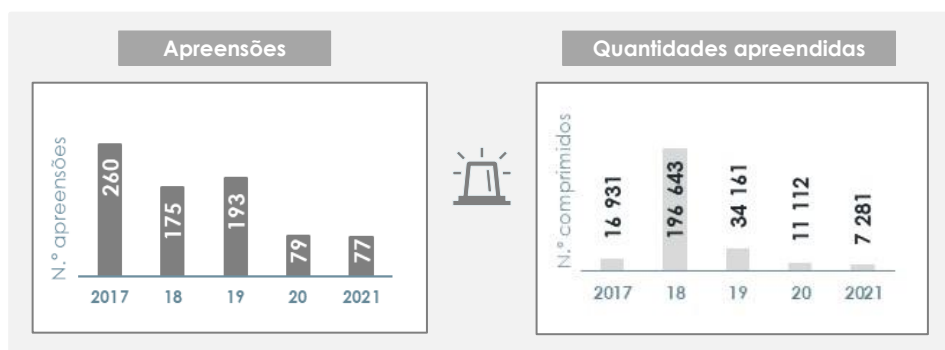 Apreensões
N.º apreensões
260
175
193
79
77
2017 18 19 20 2021
Quantidades apreendidas
N.º comprimidos
16 931
196 643
34 161
11 112
7 281
2017 18 19 20 2021